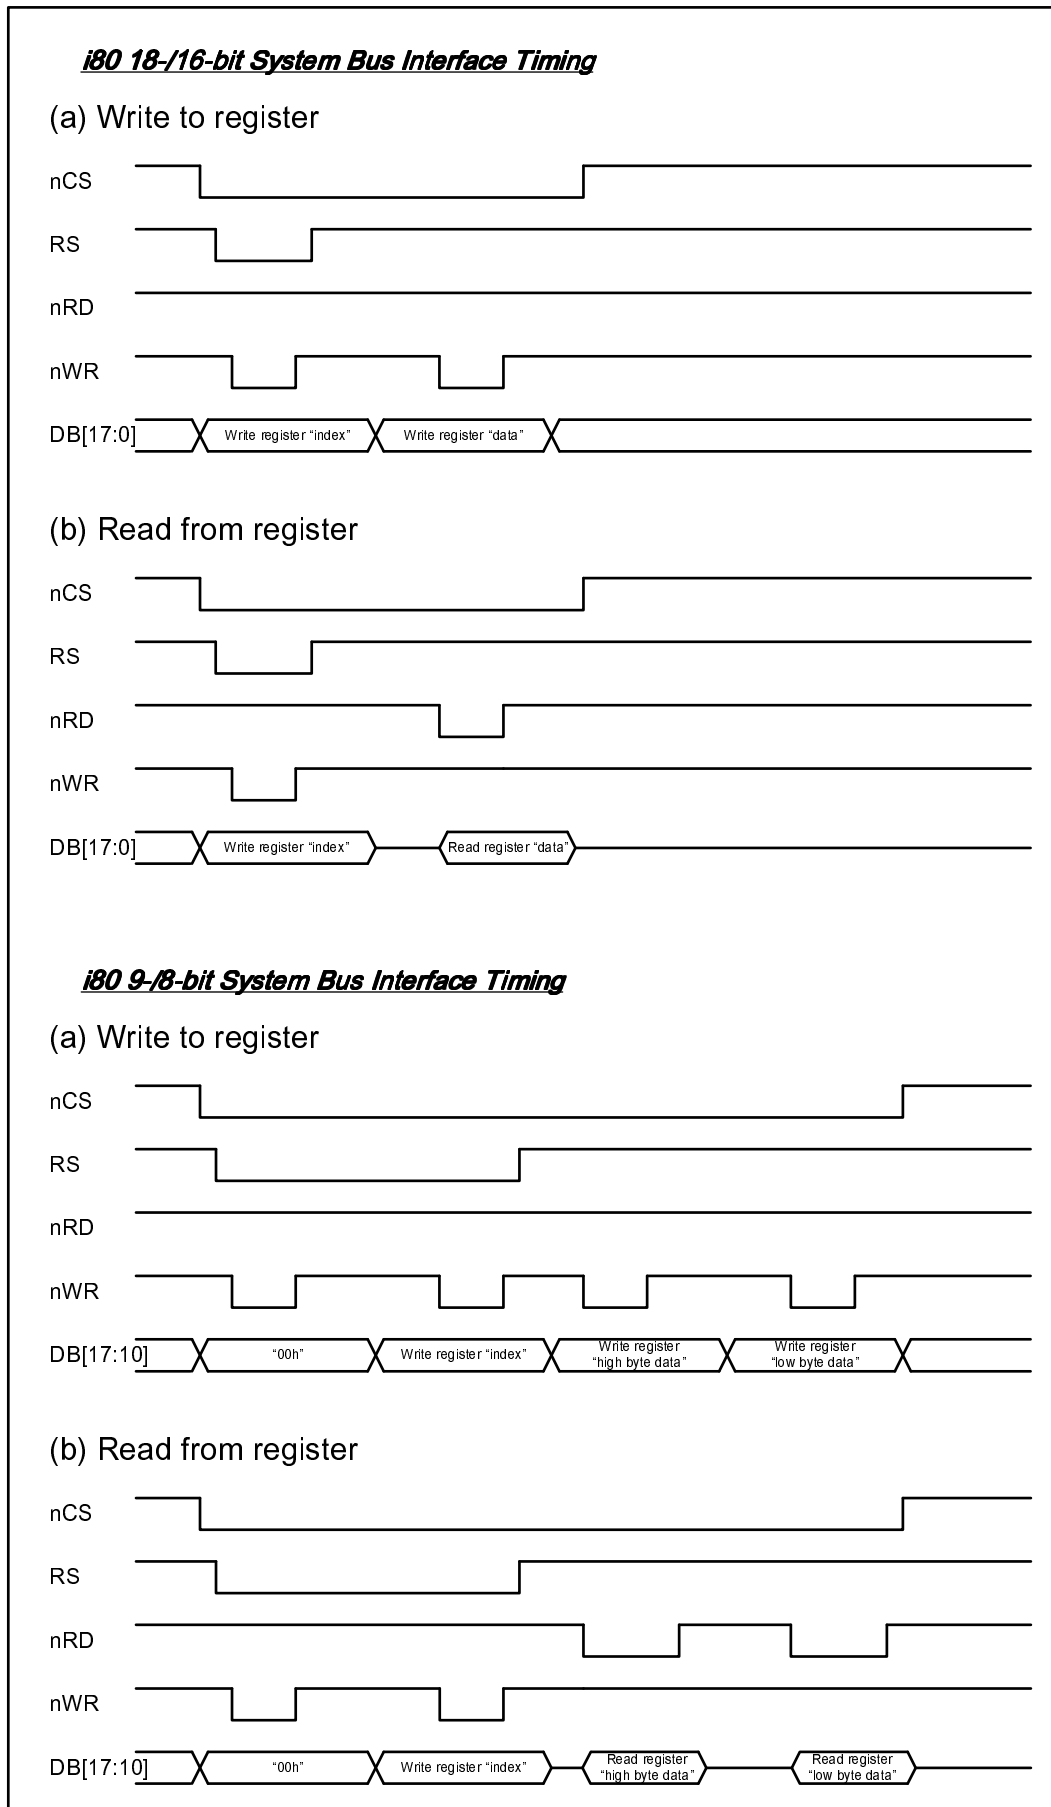 i80 18-/16-bit System Bus Interface Timing
(a) Write to register
nCS
RS
nRD
nWR
DB[17:0]
Write register “index”
Write register “data”
(b) Read from register
nCS
RS
nRD
nWR
DB[17:0]
Write register “index”
Read register “data”
i80 9-/8-bit System Bus Interface Timing
(a) Write to register
nCS
RS
nRD
nWR
DB[17:10]
“00h”
Write register “index”
Write register
“high byte data”
Write register
“low byte data”
(b) Read from register
nCS
RS
nRD
nWR
DB[17:10]
“00h”
Write register “index”
Read register
“high byte data”
Read register
“low byte data”